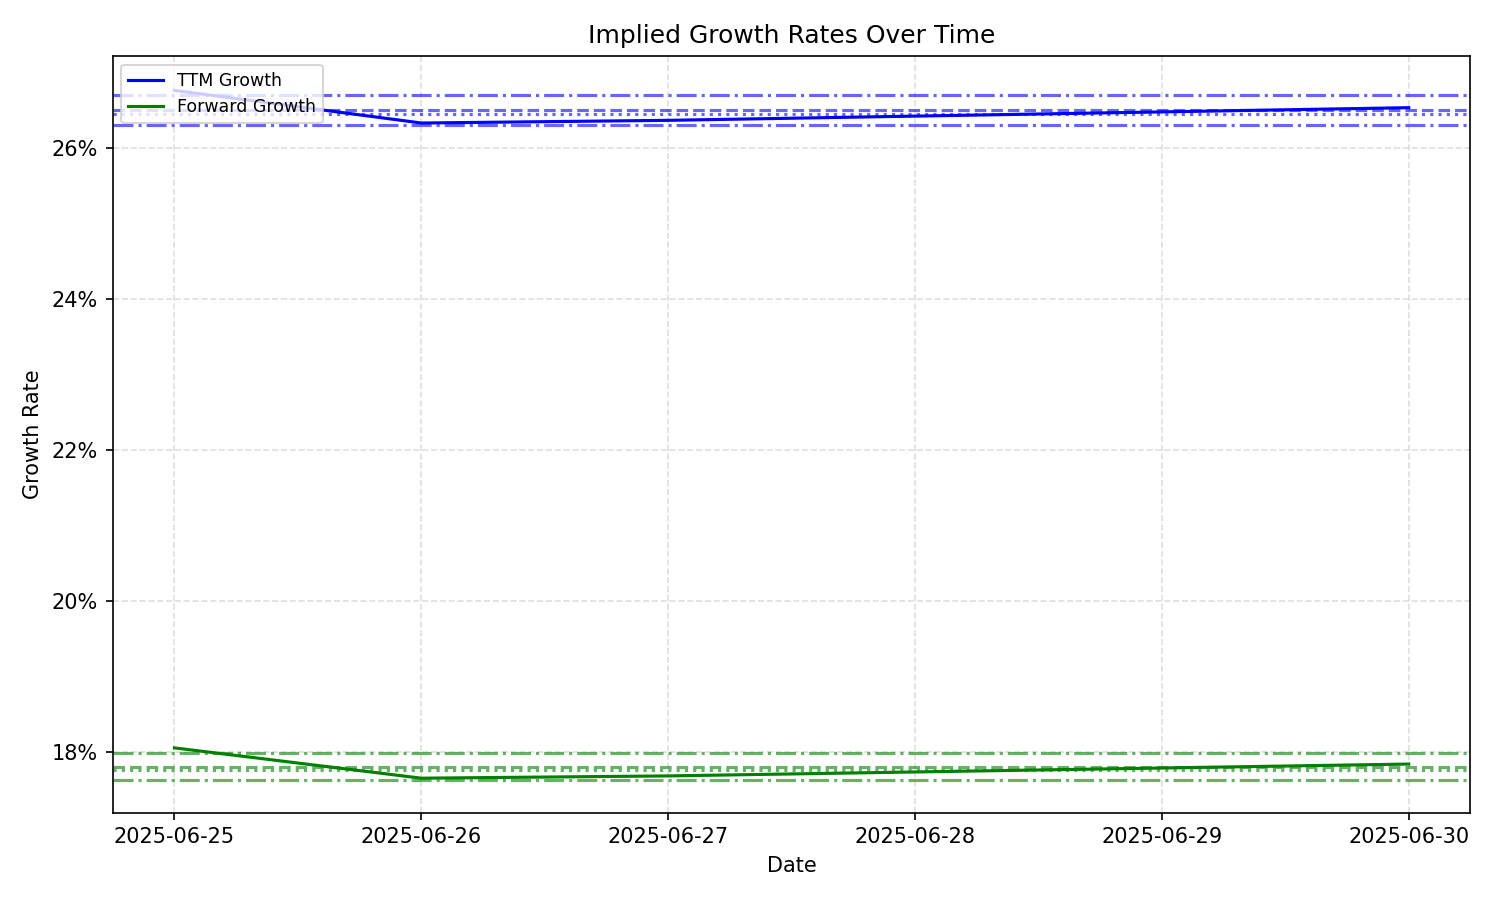 Implied Growth Rates Over Time
TTM Growth
Forward Growth
26%
24%
22%
20%
18%
Growth Rate
2025-06-25
2025-06-26
2025-06-27
2025-06-28
2025-06-29
2025-06-30
Date